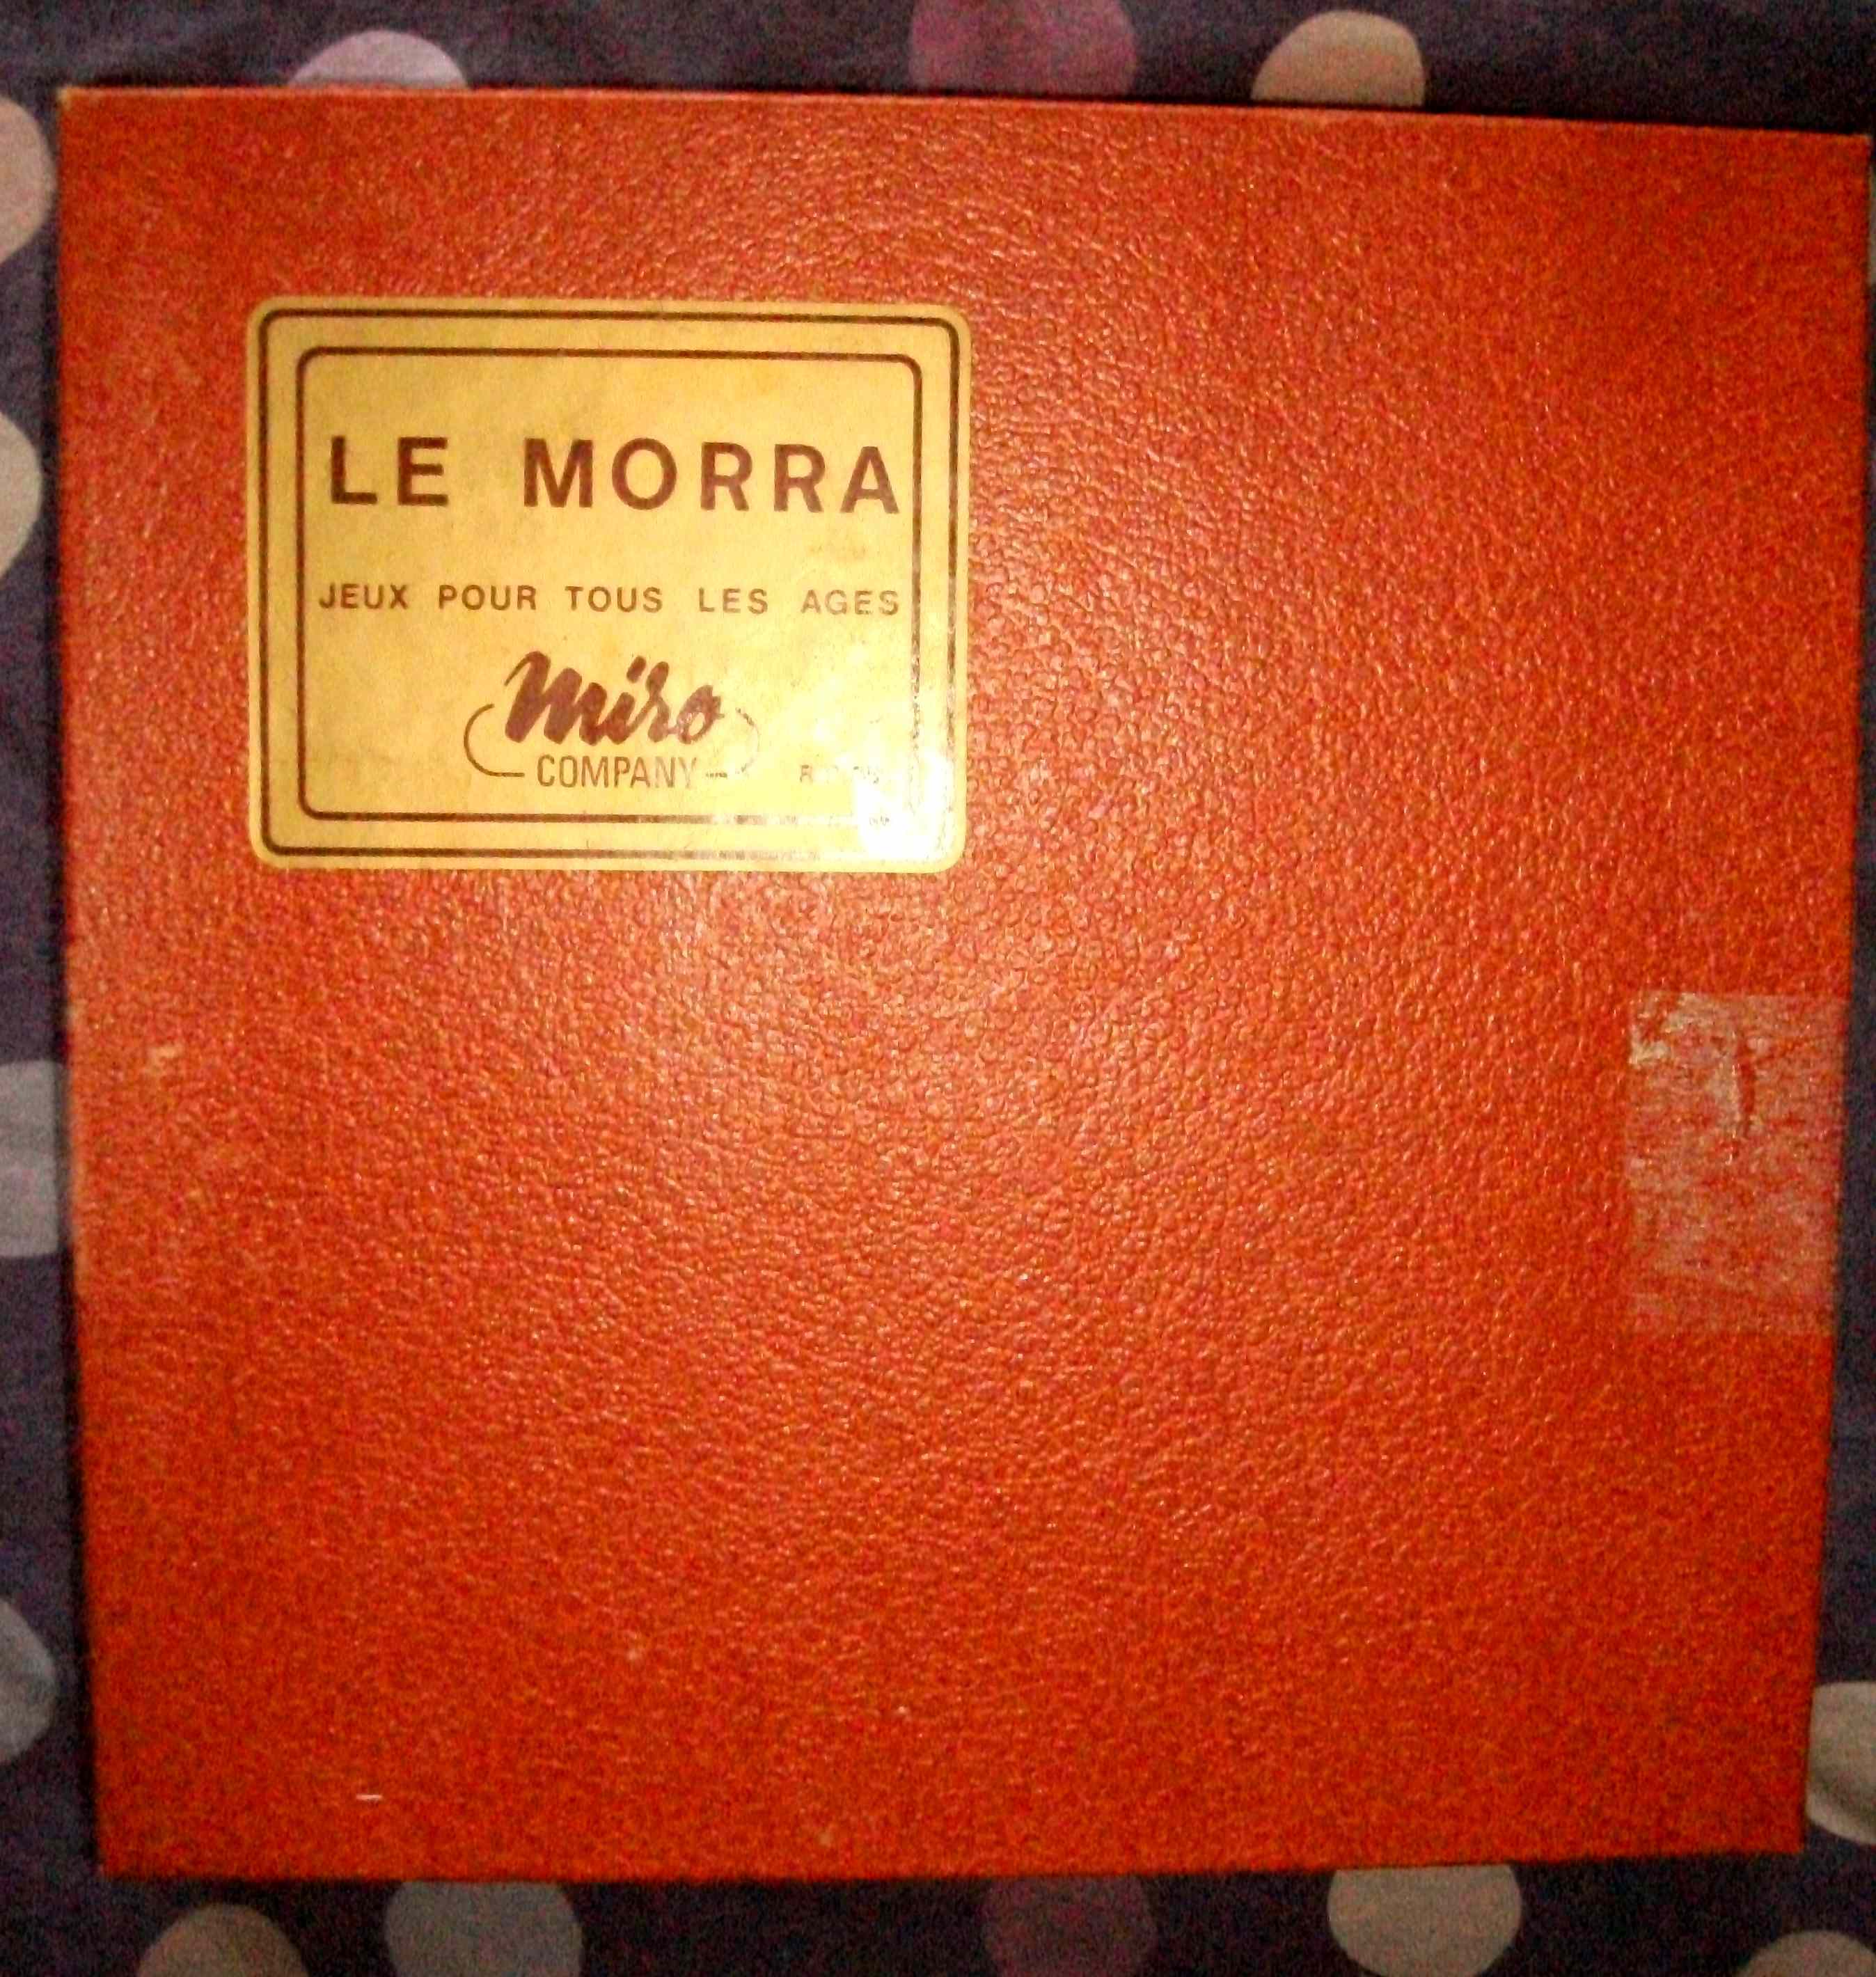 LE MORRA
JEUX POUR TOUS LES AGES
Miro
COMPANY